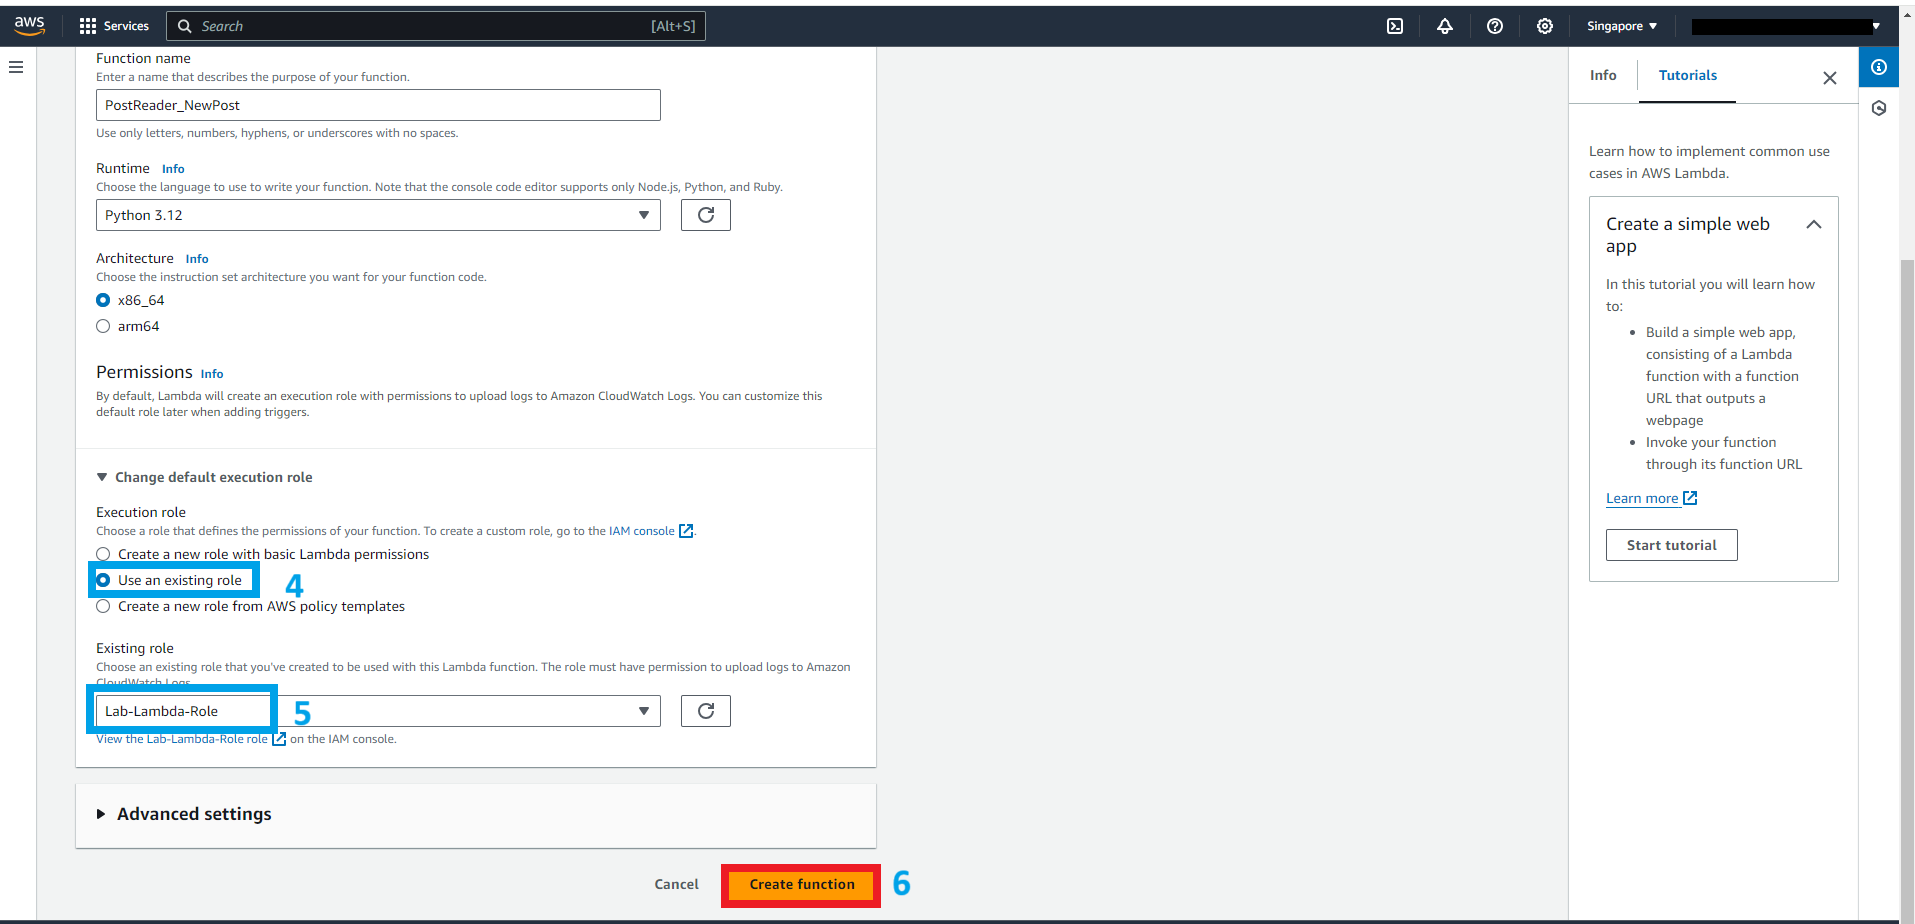 aws
Services
Search
[Alt+S]
Singapore
Function name
Enter a name that describes the purpose of your function.
PostReader_NewPost
Use only letters, numbers, hyphens, or underscores with no spaces.
Runtime Info
Choose the language to use to write your function. Note that the console code editor supports only Node.js, Python, and Ruby.
Python 3.12
Architecture Info
Choose the instruction set architecture you want for your function code.
x86_64
arm64
Permissions Info
By default, Lambda will create an execution role with permissions to upload logs to Amazon CloudWatch Logs. You can customize this
default role later when adding triggers.
Change default execution role
Execution role
Choose a role that defines the permissions of your function. To create a custom role, go to the IAM console.
Create a new role with basic Lambda permissions
Use an existing role
4
Create a new role from AWS policy templates
Existing role
Choose an existing role that you've created to be used with this Lambda function. The role must have permission to upload logs to Amazon
CloudWatch Logs.
Lab-Lambda-Role
5
View the Lab-Lambda-Role role on the IAM console.
Advanced settings
Cancel
Create function
6
Info
Tutorials
Learn how to implement common use
cases in AWS Lambda.
Create a simple web
app
In this tutorial you will learn how
to:
• Build a simple web app,
consisting of a Lambda
function with a function
URL that outputs a
webpage
• Invoke your function
through its function URL
Learn more
Start tutorial